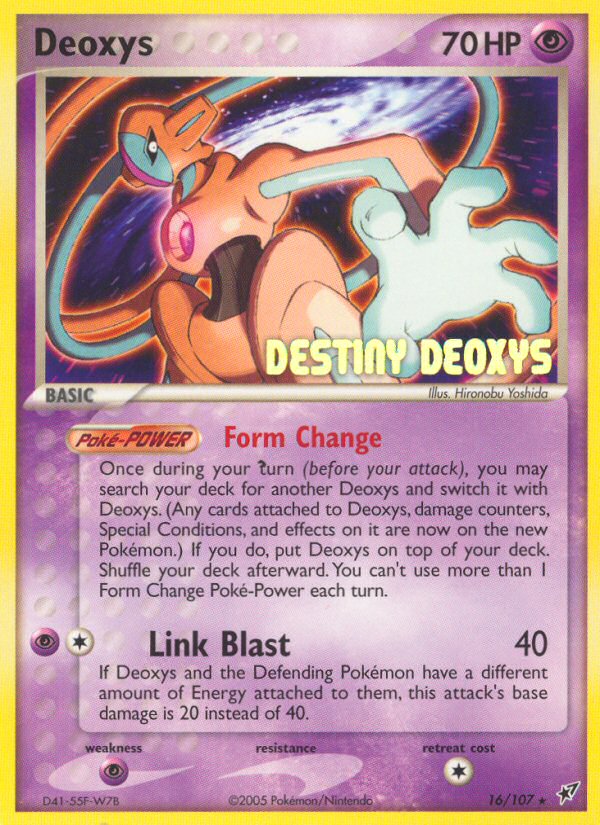 Deoxys 70 HP
DESTINY DEOXYS
BASIC
Illus. Hironobu Yoshida
Poké-POWER Form Change
Once during your turn (before your attack), you may
search your deck for another Deoxys and switch it with
Deoxys. (Any cards attached to Deoxys, damage counters,
Special Conditions, and effects on it are now on the new
Pokémon.) If you do, put Deoxys on top of your deck.
Shuffle your deck afterward. You can't use more than 1
Form Change Poké-Power each turn.
Link Blast 40
If Deoxys and the Defending Pokémon have a different
amount of Energy attached to them, this attack's base
damage is 20 instead of 40.
weakness resistance retreat cost
D41-55F-W7B ©2005 Pokémon/Nintendo 16/107 ★